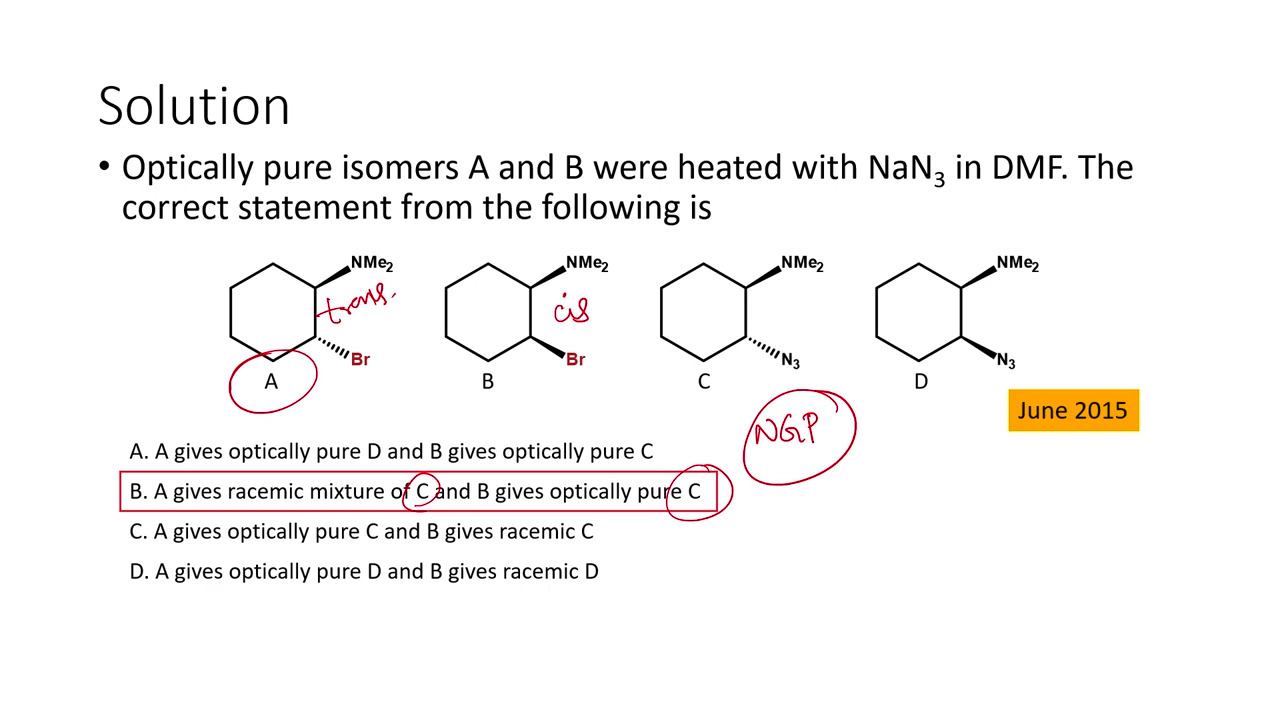 Solution
• Optically pure isomers A and B were heated with NaN₃ in DMF. The
correct statement from the following is
NMe₂ NMe₂ NMe₂ NMe₂
trans. cis
Br Br N₃ N₃
A B C D
June 2015
NGP
A. A gives optically pure D and B gives optically pure C
B. A gives racemic mixture of C and B gives optically pure C
C. A gives optically pure C and B gives racemic C
D. A gives optically pure D and B gives racemic D